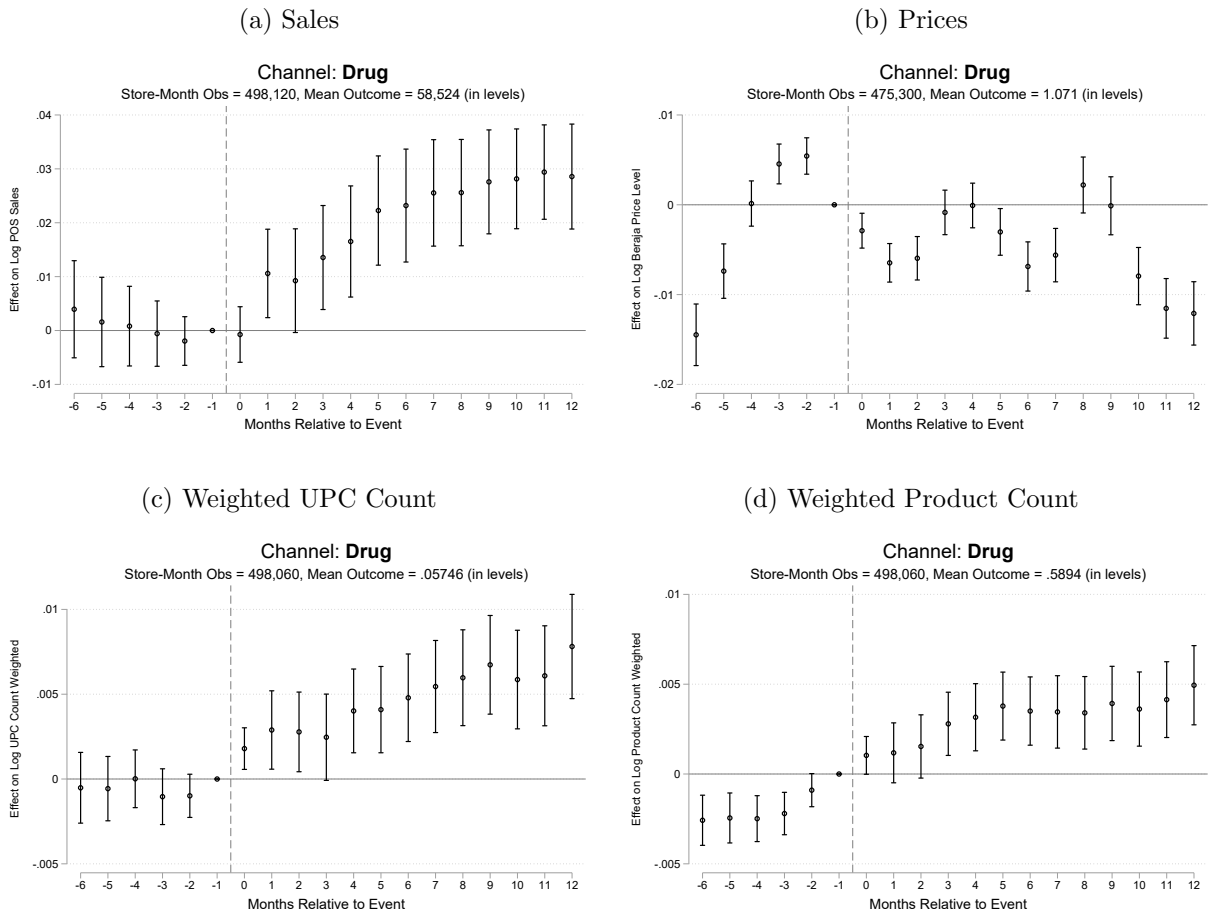 (a) Sales
Channel: Drug
Store-Month Obs = 498,120, Mean Outcome = 58,524 (in levels)
Effect on Log POS Sales
.04
.03
.02
.01
0
-.01
-6 -5 -4 -3 -2 -1 0 1 2 3 4 5 6 7 8 9 10 11 12
Months Relative to Event
(b) Prices
Channel: Drug
Store-Month Obs = 475,300, Mean Outcome = 1.071 (in levels)
Effect on Log Beraja Price Level
.01
0
-.01
-.02
-6 -5 -4 -3 -2 -1 0 1 2 3 4 5 6 7 8 9 10 11 12
Months Relative to Event
(c) Weighted UPC Count
Channel: Drug
Store-Month Obs = 498,060, Mean Outcome = .05746 (in levels)
Effect on Log UPC Count Weighted
.01
.005
0
-.005
-6 -5 -4 -3 -2 -1 0 1 2 3 4 5 6 7 8 9 10 11 12
Months Relative to Event
(d) Weighted Product Count
Channel: Drug
Store-Month Obs = 498,060, Mean Outcome = .5894 (in levels)
Effect on Log Product Count Weighted
.01
.005
0
-.005
-6 -5 -4 -3 -2 -1 0 1 2 3 4 5 6 7 8 9 10 11 12
Months Relative to Event